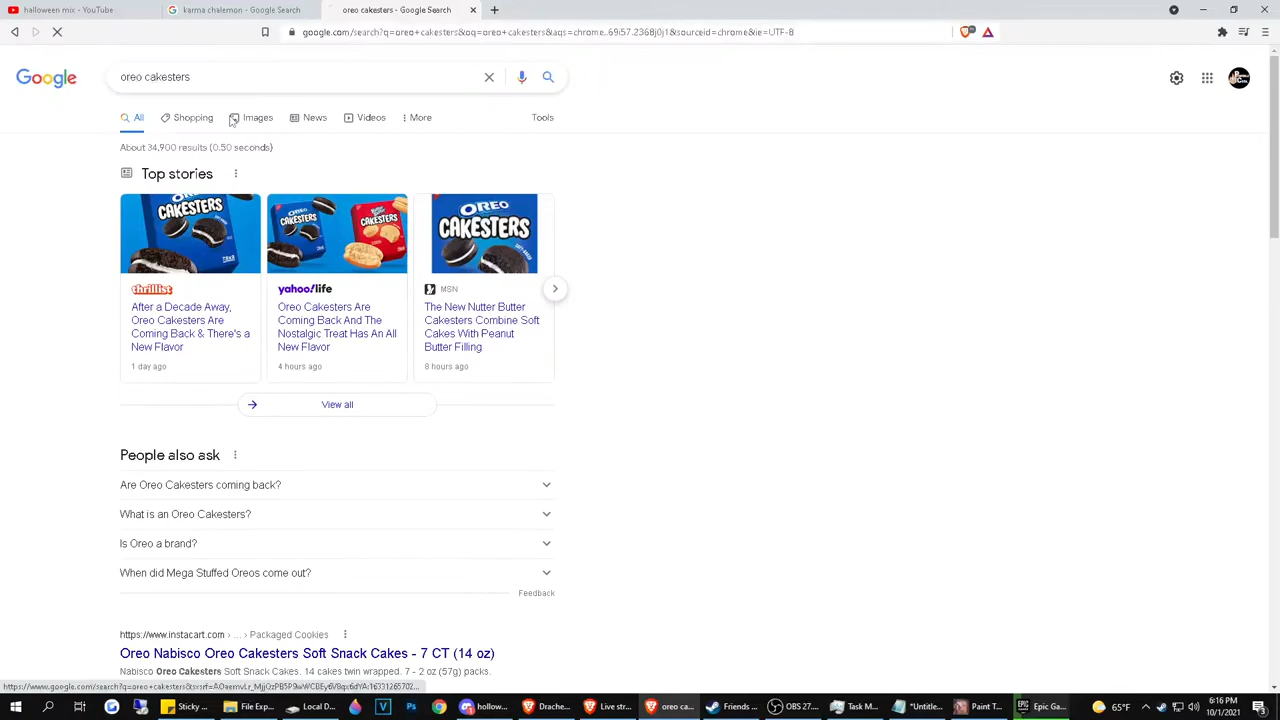 halloween mix - YouTube
karma chalemon - Google Search
oreo cakesters - Google Search
google.com/search?q=oreo+cakesters&oq=oreo+cakesters&aqs=chrome..69i57.2368j0j1&sourceid=chrome&ie=UTF-8
Google
oreo cakesters
All
Shopping
Images
News
Videos
More
Tools
About 34,900 results (0.50 seconds)
Top stories
OREO
CAKESTERS
OREO
CAKESTERS
CAKESTERS
OREO
CAKESTERS
thrillist
yahoo!life
MSN
After a Decade Away,
Oreo Cakesters Are
Coming Back & There's a
New Flavor
Oreo Cakesters Are
Coming Back And The
Nostalgic Treat Has An All
New Flavor
The New Nutter Butter
Cakesters Combine Soft
Cakes With Peanut
Butter Filling
1 day ago
4 hours ago
8 hours ago
View all
People also ask
Are Oreo Cakesters coming back?
What is an Oreo Cakesters?
Is Oreo a brand?
When did Mega Stuffed Oreos come out?
Feedback
https://www.instacart.com › ... › Packaged Cookies
Oreo Nabisco Oreo Cakesters Soft Snack Cakes - 7 CT (14 oz)
Nabisco Oreo Cakesters Soft Snack Cakes. 14 cakes twin wrapped. 7 - 2 oz (57g) packs.
Sticky ...
File Exp...
Local D...
hollow...
Drache...
Live str...
oreo ca...
Friends ...
OBS 27....
Task M...
*Untitle...
Paint T...
Epic Ga...
65°F
6:16 PM
10/1/2021